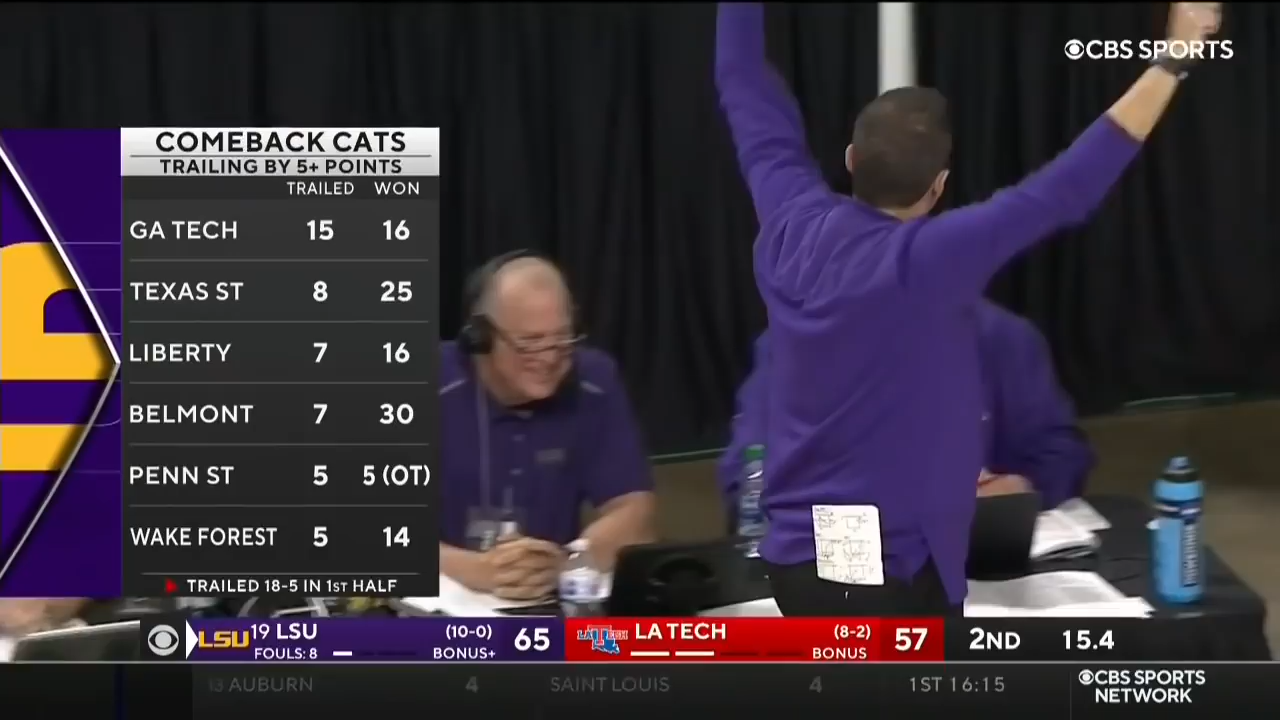 CBS SPORTS
COMEBACK CATS
TRAILING BY 5+ POINTS
TRAILED WON
GA TECH 15 16
TEXAS ST 8 25
LIBERTY 7 16
BELMONT 7 30
PENN ST 5 5 (OT)
WAKE FOREST 5 14
TRAILED 18-5 IN 1ST HALF
LSU 19 LSU (10-0) 65 LA TECH LA TECH (8-2) 57 2ND 15.4
FOULS: 8 BONUS+ BONUS
13 AUBURN 4 SAINT LOUIS 4 1ST 16:15
CBS SPORTS
NETWORK